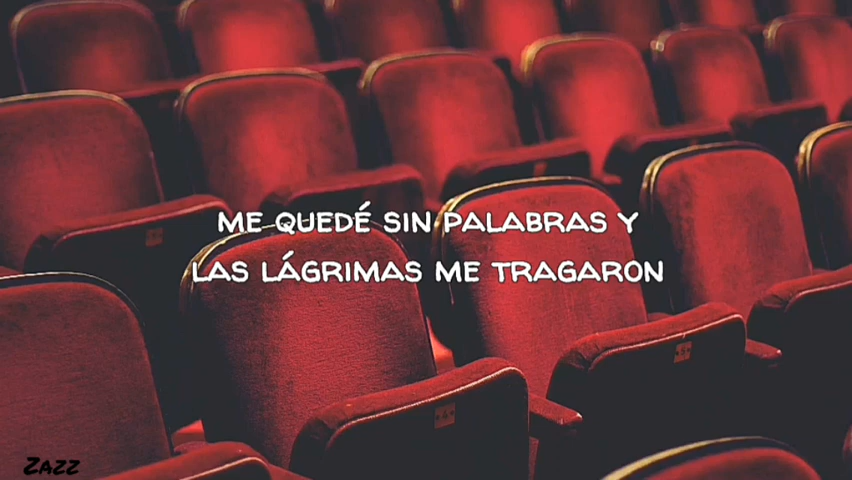 ME QUEDÉ SIN PALABRAS Y
LAS LÁGRIMAS ME TRAGARON
Zazz